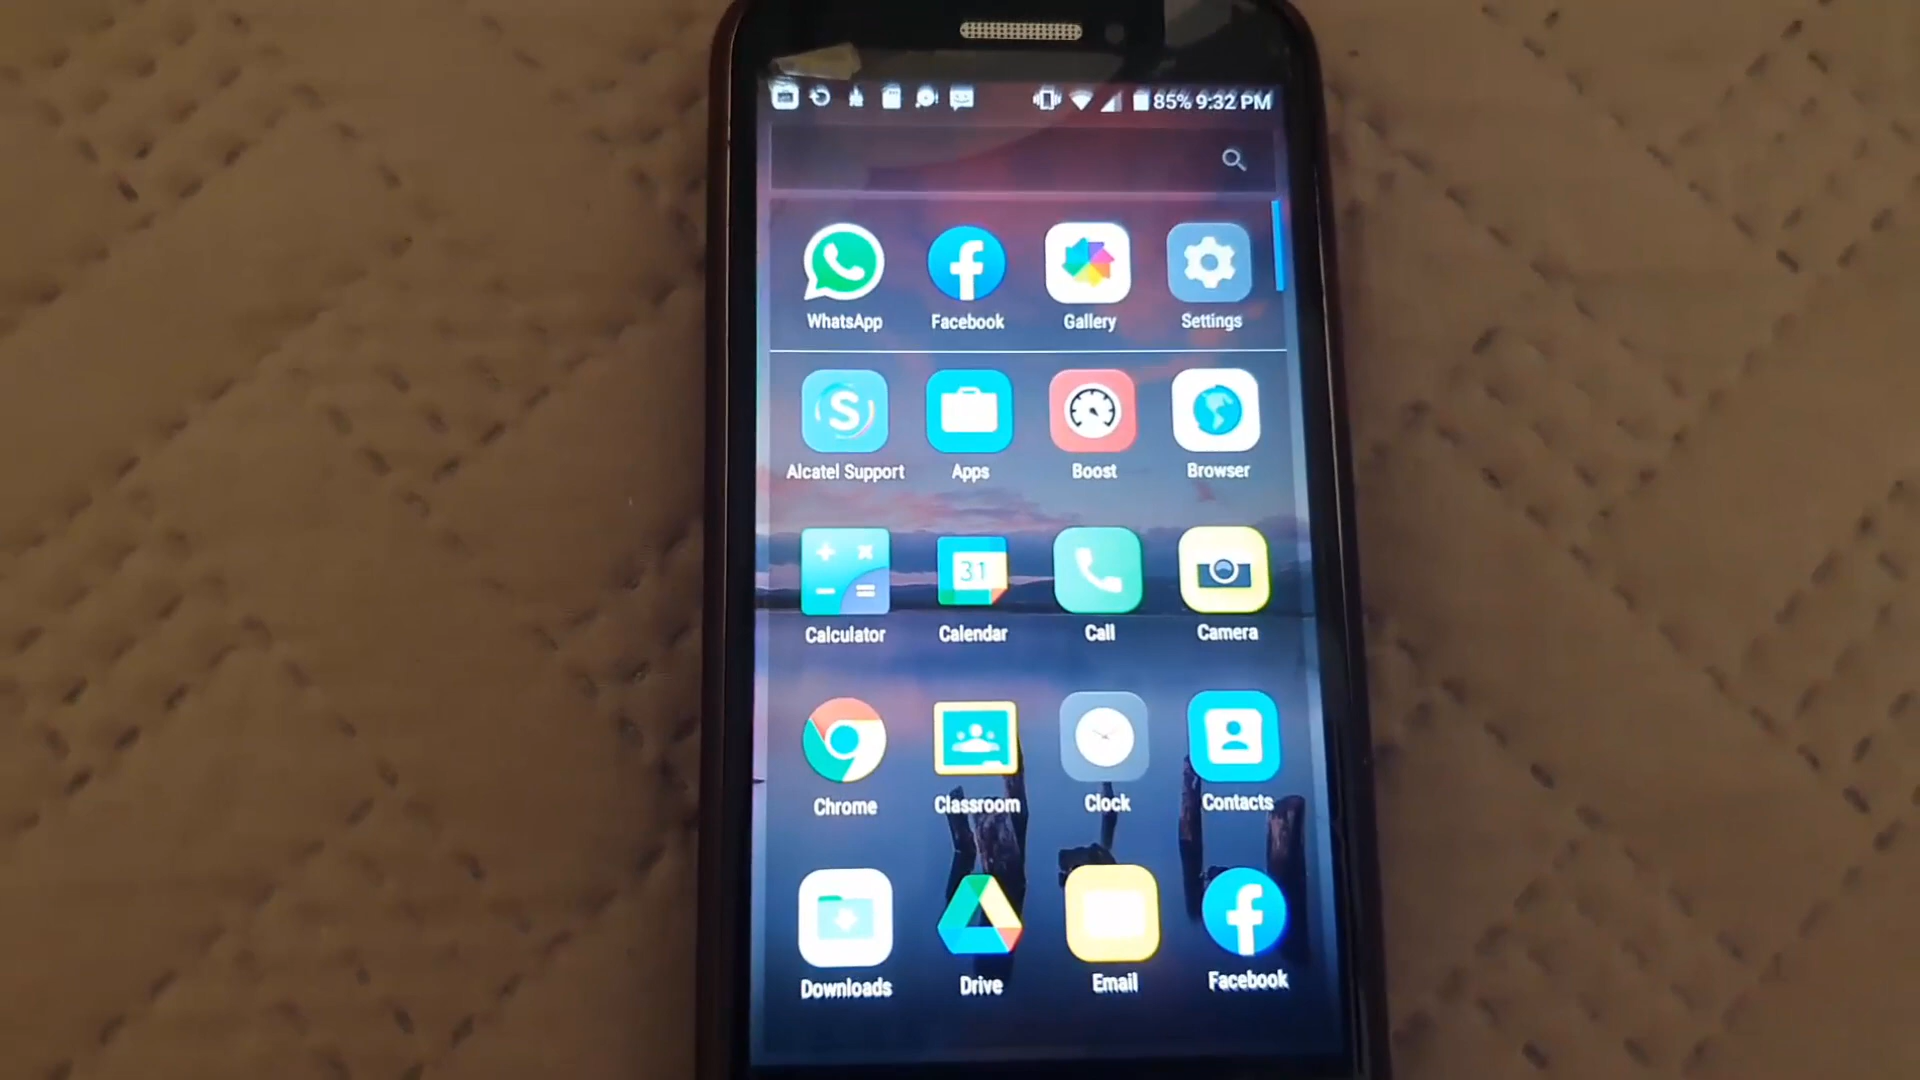 85% 9:32 PM
WhatsApp Facebook Gallery Settings
S
Alcatel Support Apps Boost Browser
31
Calculator Calendar Call Camera
Chrome Classroom Clock Contacts
Downloads Drive Email Facebook